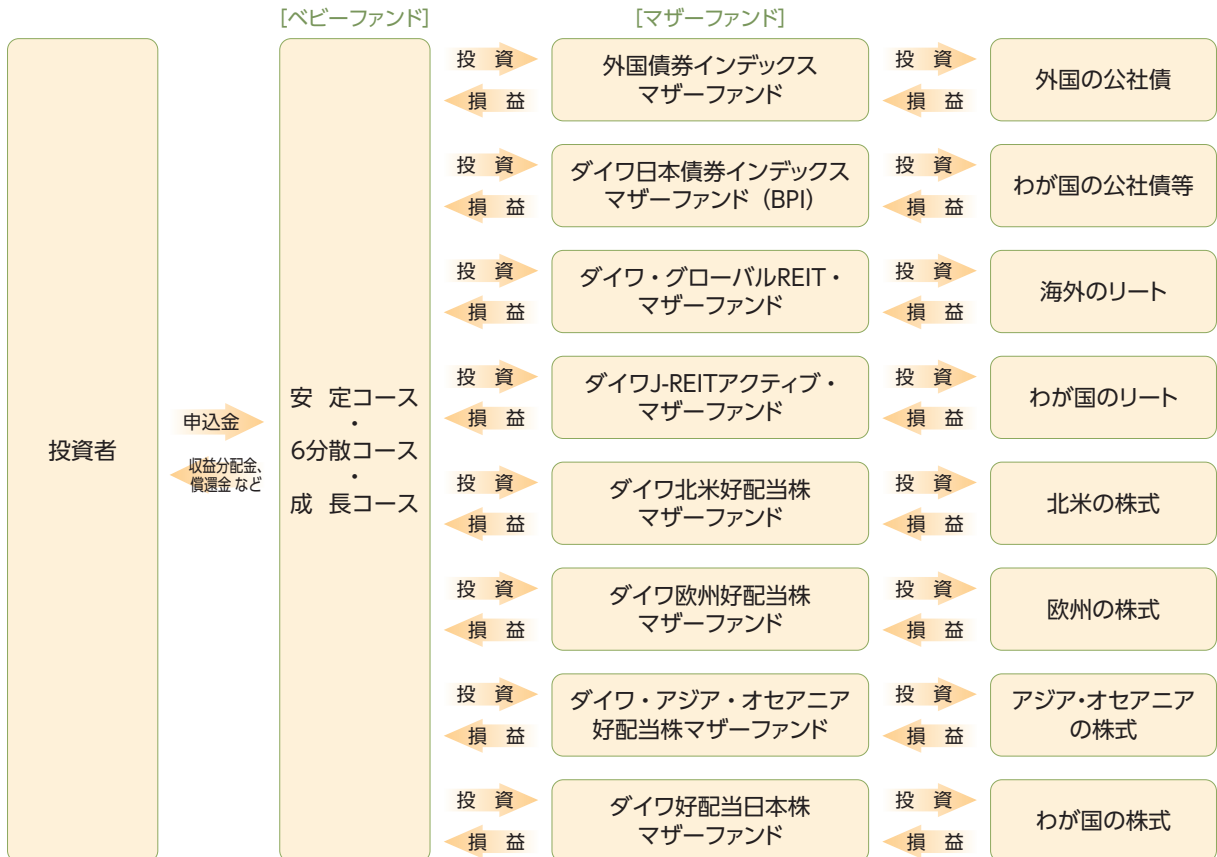 [ベビーファンド]
[マザーファンド]
投資者
申込金
収益分配金、
償還金 など
安 定コース
・
6分散コース
・
成 長コース
投 資
損 益
外国債券インデックス
マザーファンド
投 資
損 益
外国の公社債
投 資
損 益
ダイワ日本債券インデックス
マザーファンド（BPI）
投 資
損 益
わが国の公社債等
投 資
損 益
ダイワ・グローバルREIT・
マザーファンド
投 資
損 益
海外のリート
投 資
損 益
ダイワJ-REITアクティブ・
マザーファンド
投 資
損 益
わが国のリート
投 資
損 益
ダイワ北米好配当株
マザーファンド
投 資
損 益
北米の株式
投 資
損 益
ダイワ欧州好配当株
マザーファンド
投 資
損 益
欧州の株式
投 資
損 益
ダイワ・アジア・オセアニア
好配当株マザーファンド
投 資
損 益
アジア・オセアニア
の株式
投 資
損 益
ダイワ好配当日本株
マザーファンド
投 資
損 益
わが国の株式